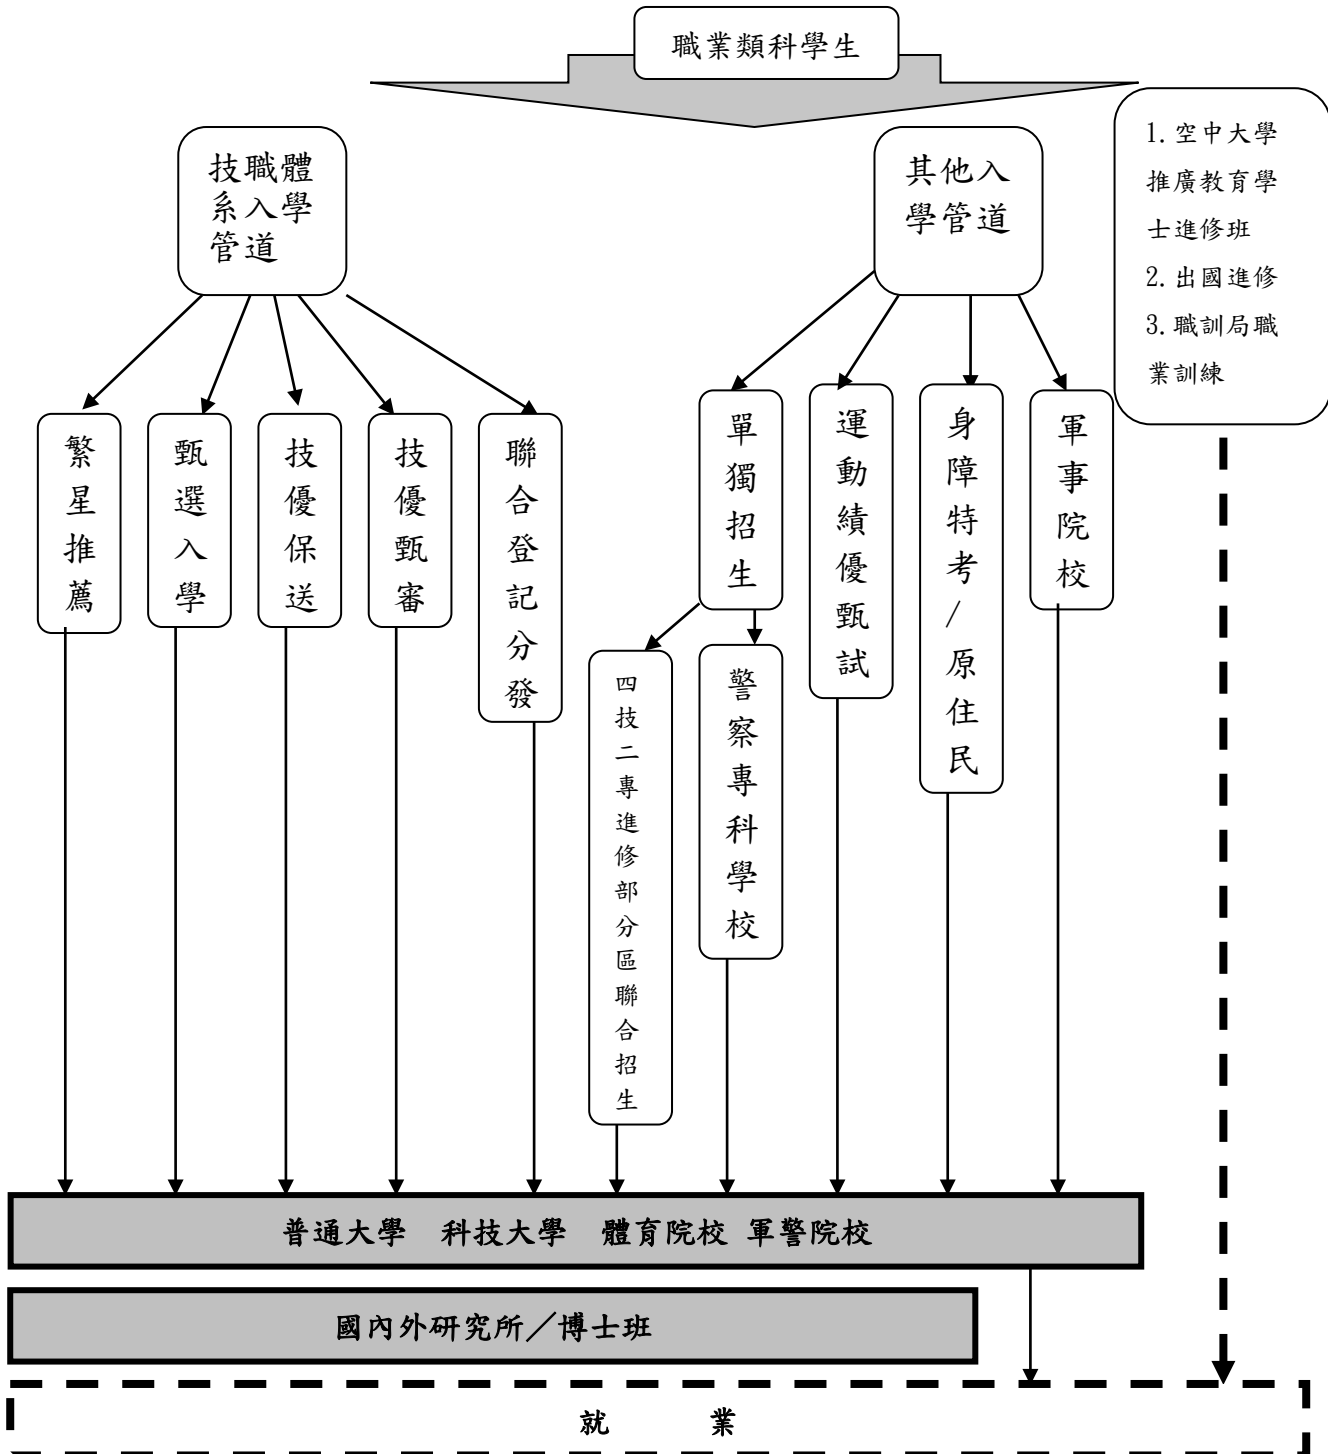 職業類科學生
技職體
系入學
管道
其他入
學管道
1. 空中大學
推廣教育學
士進修班
2. 出國進修
3. 職訓局職
業訓練
繁星推薦
甄選入學
技優保送
技優甄審
聯合登記分發
單獨招生
運動績優甄試
身障特考/原住民
軍事院校
四技二專進修部分區聯合招生
警察專科學校
普通大學 科技大學 體育院校 軍警院校
國內外研究所／博士班
就 業